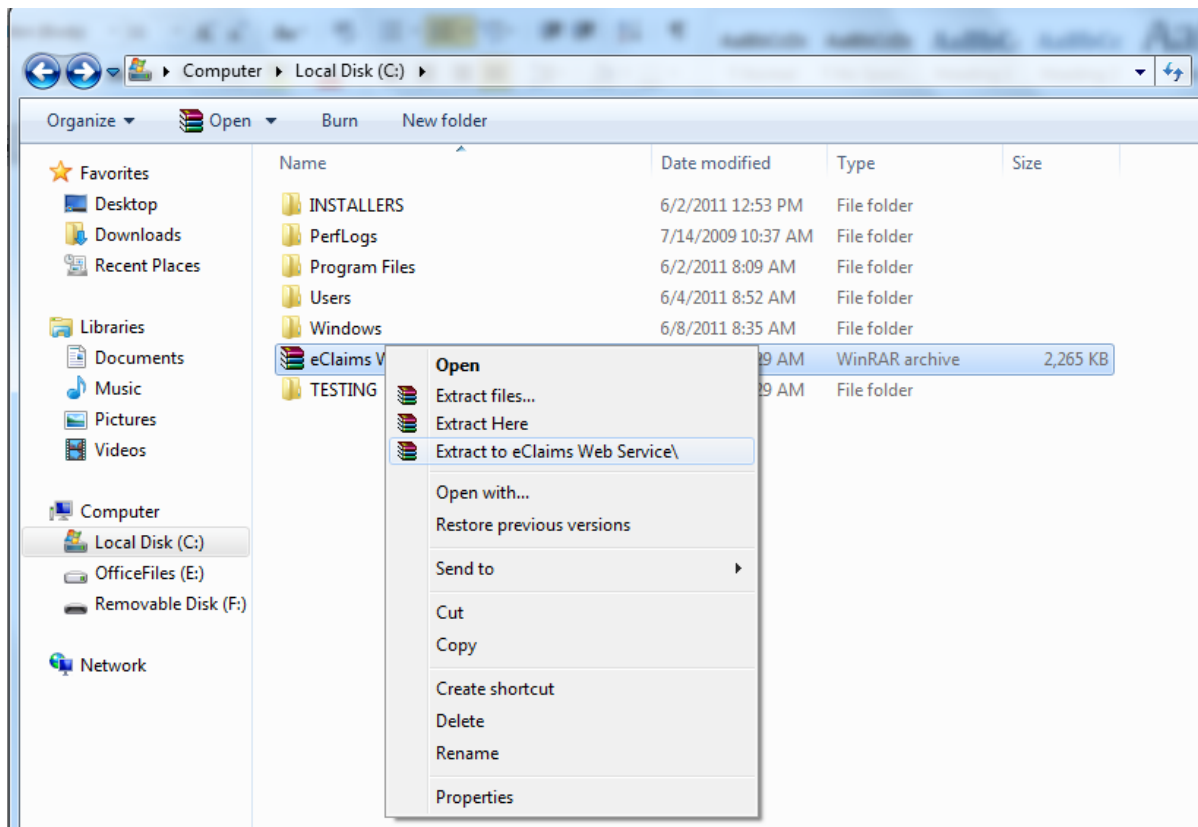 Computer Local Disk (C:)
Organize Open Burn New folder
Name Date modified Type Size
Favorites
Desktop
Downloads
Recent Places
Libraries
Documents
Music
Pictures
Videos
Computer
Local Disk (C:)
OfficeFiles (E:)
Removable Disk (F:)
Network
INSTALLERS 6/2/2011 12:53 PM File folder
PerfLogs 7/14/2009 10:37 AM File folder
Program Files 6/2/2011 8:09 AM File folder
Users 6/4/2011 8:52 AM File folder
Windows 6/8/2011 8:35 AM File folder
eClaims AM WinRAR archive 2,265 KB
TESTING AM File folder
Open
Extract files...
Extract Here
Extract to eClaims Web Service\
Open with...
Restore previous versions
Send to
Cut
Copy
Create shortcut
Delete
Rename
Properties